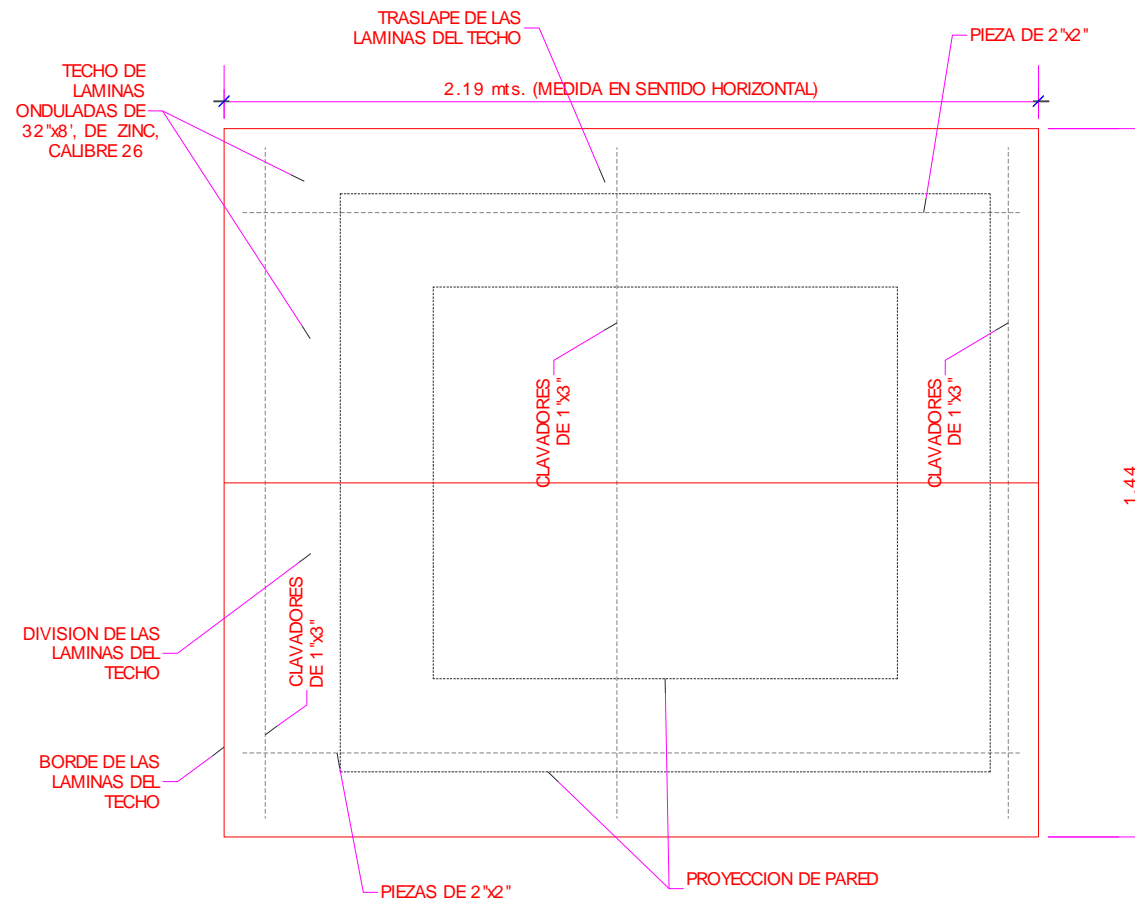 TRASLAPE DE LAS
LAMINAS DEL TECHO
PIEZA DE 2"x2"
TECHO DE
LAMINAS
ONDULADAS DE
32"x8', DE ZINC,
CALIBRE 26
2.19 mts. (MEDIDA EN SENTIDO HORIZONTAL)
CLAVADORES
DE 1"x3"
CLAVADORES
DE 1"x3"
1.44
CLAVADORES
DE 1"x3"
DIVISION DE LAS
LAMINAS DEL
TECHO
BORDE DE LAS
LAMINAS DEL
TECHO
PIEZAS DE 2"x2"
PROYECCION DE PARED